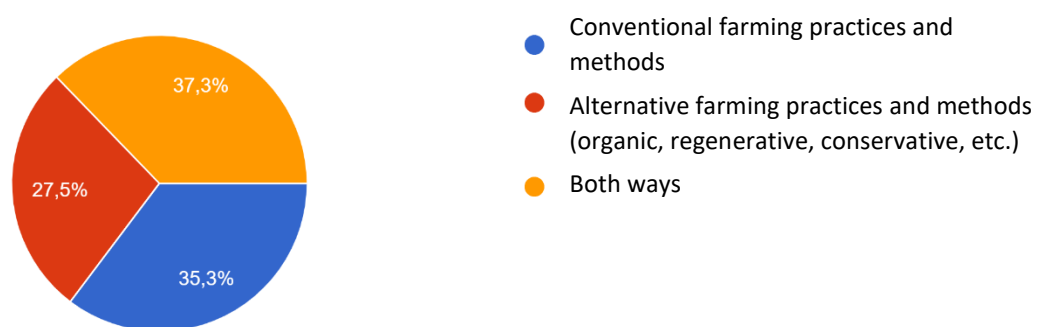 37,3%
27,5%
35,3%
Conventional farming practices and
methods
Alternative farming practices and methods
(organic, regenerative, conservative, etc.)
Both ways